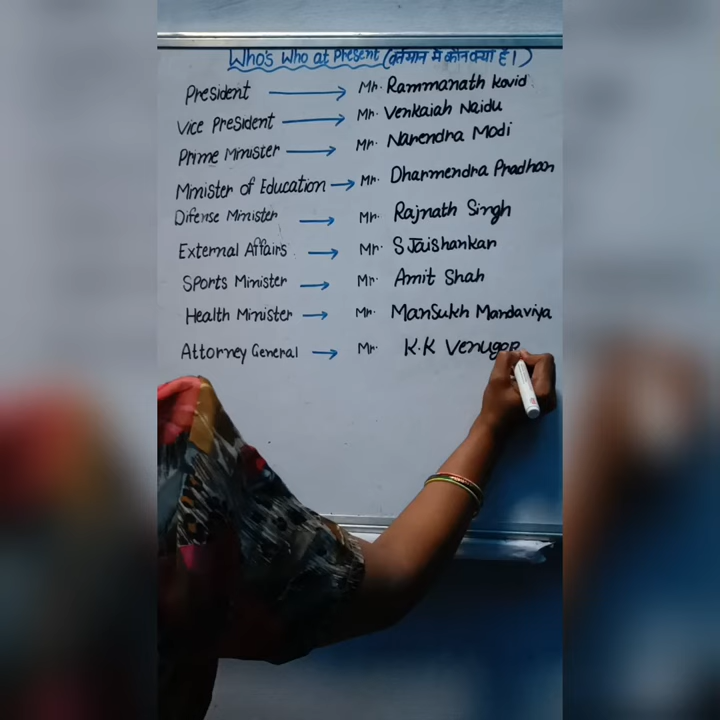 Who's Who at Present (वर्तमान में कौन क्या है।)
President → Mr. Rammanath kovid
Vice President → Mr. Venkaiah Naidu
Prime Minister → Mr. Narendra Modi
Minister of Education → Mr. Dharmendra Pradhan
Difense Minister → Mr. Rajnath Singh
External Affairs → Mr. S Jaishankar
Sports Minister → Mr. Amit Shah
Health Minister → Mr. Mansukh Mandaviya
Attorney General → Mr. K.K Venugop